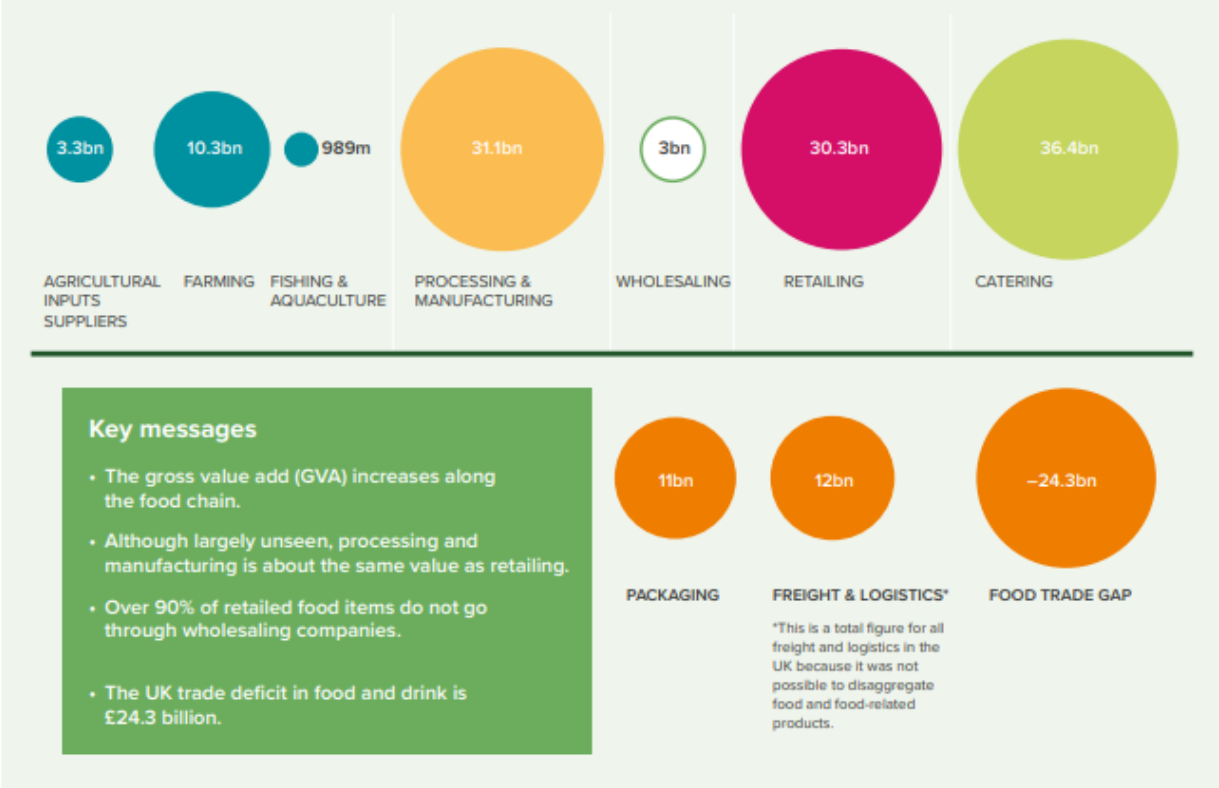 3.3bn
10.3bn
989m
31.1bn
3bn
30.3bn
36.4bn
AGRICULTURAL
INPUTS
SUPPLIERS
FARMING
FISHING &
AQUACULTURE
PROCESSING &
MANUFACTURING
WHOLESALING
RETAILING
CATERING
Key messages
• The gross value add (GVA) increases along
the food chain.
• Although largely unseen, processing and
manufacturing is about the same value as retailing.
• Over 90% of retailed food items do not go
through wholesaling companies.
• The UK trade deficit in food and drink is
£24.3 billion.
11bn
12bn
–24.3bn
PACKAGING
FREIGHT & LOGISTICS*
*This is a total figure for all
freight and logistics in the
UK because it was not
possible to disaggregate
food and food-related
products.
FOOD TRADE GAP